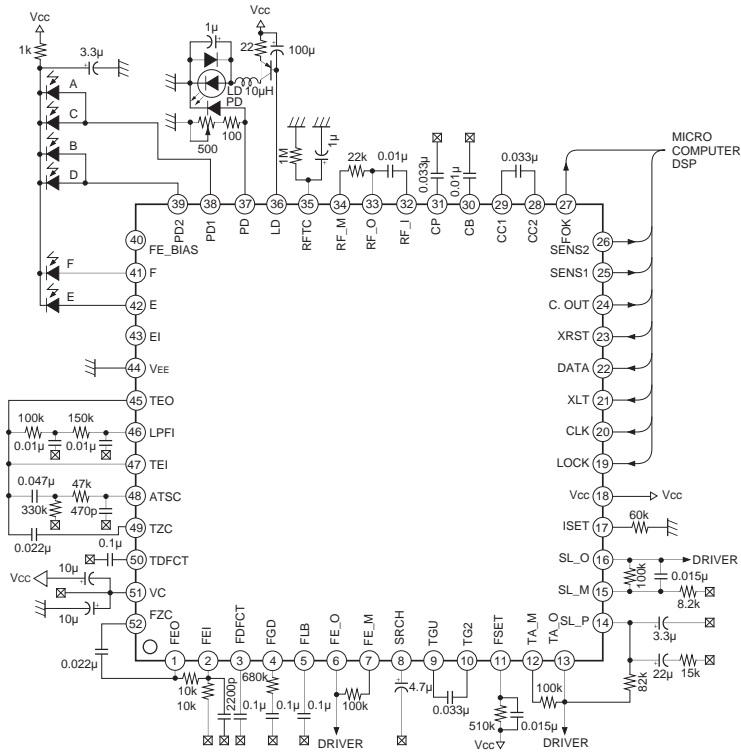 Vcc
1k
3.3µ
A
C
B
D
F
E
1µ
LD
PD
10µH
500
100
Vcc
22
100µ
1M
1µ
22k
0.01µ
0.033µ
0.01µ
0.033µ
MICRO
COMPUTER
DSP
39 PD2
38 PD1
37 PD
36 LD
35 RFTC
34 RF_M
33 RF_O
32 RF_I
31 CP
30 CB
29 CC1
28 CC2
27 FOK
40 FE_BIAS
41 F
42 E
43 EI
44 VEE
45 TEO
46 LPFI
47 TEI
48 ATSC
49 TZC
50 TDFCT
51 VC
52 FZC
100k
150k
0.01µ
0.01µ
0.047µ
47k
330k
470p
0.022µ
0.1µ
10µ
Vcc
10µ
0.022µ
SENS2 26
SENS1 25
C. OUT 24
XRST 23
DATA 22
XLT 21
CLK 20
LOCK 19
Vcc 18 Vcc
ISET 17
60k
SL_O 16 DRIVER
100k
0.015µ
SL_M 15
8.2k
SL_P 14
3.3µ
22µ
15k
82k
FEO 1
FEI 2
FDFCT 3
FGD 4
FLB 5
FE_O 6
FE_M 7
SRCH 8
TGU 9
TG2 10
FSET 11
TA_M 12
TA_O 13
10k
10k
2200p
0.1µ
680k
0.1µ
0.1µ
100k
DRIVER
4.7µ
0.033µ
510k
0.015µ
Vcc
100k
DRIVER